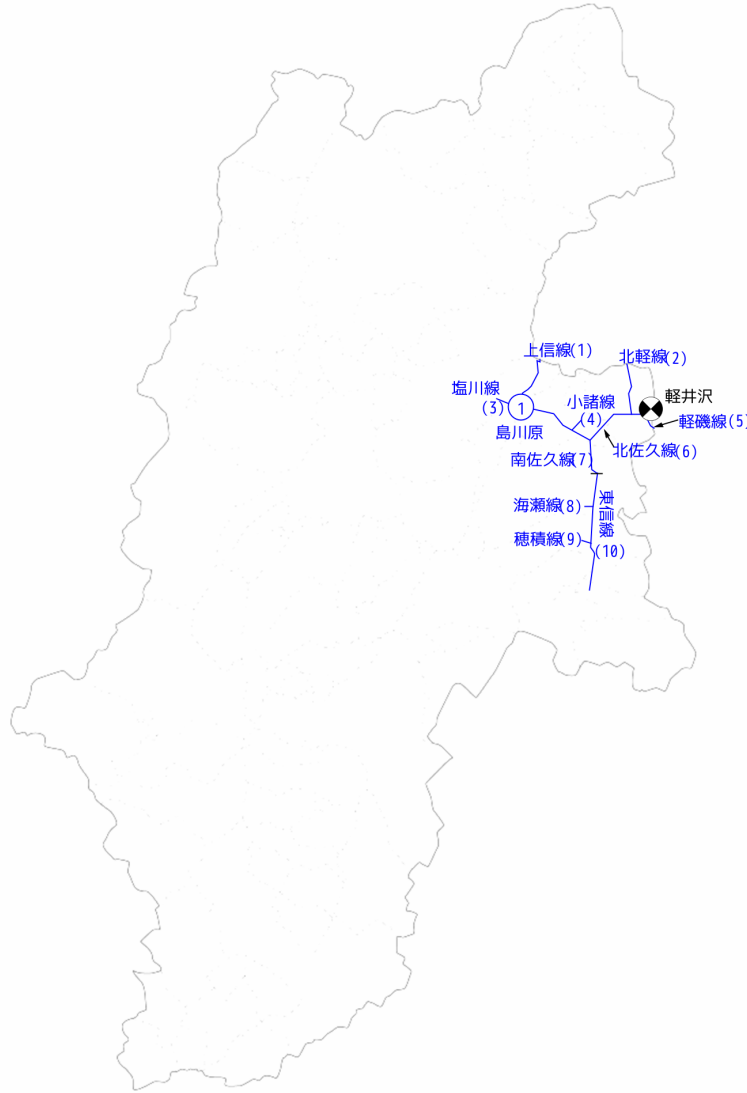 上信線(1)
北軽線(2)
塩川線
(3)
1
島川原
小諸線
(4)
軽井沢
軽磯線(5)
北佐久線(6)
南佐久線(7)
海瀬線(8)
東信線
(10)
穂積線(9)